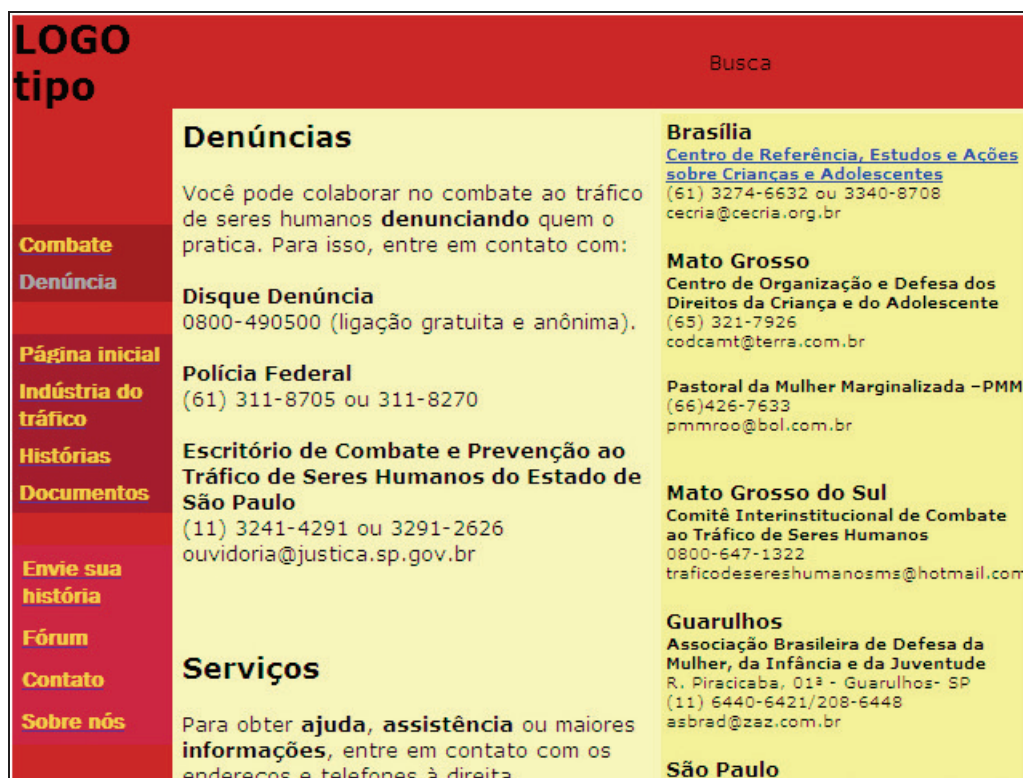 LOGO
tipo
Busca
Combate
Denúncia
Página inicial
Indústria do
tráfico
Histórias
Documentos
Envie sua
história
Fórum
Contato
Sobre nós
Denúncias
Você pode colaborar no combate ao tráfico
de seres humanos denunciando quem o
pratica. Para isso, entre em contato com:
Disque Denúncia
0800-490500 (ligação gratuita e anônima).
Polícia Federal
(61) 311-8705 ou 311-8270
Escritório de Combate e Prevenção ao
Tráfico de Seres Humanos do Estado de
São Paulo
(11) 3241-4291 ou 3291-2626
ouvidoria@justica.sp.gov.br
Serviços
Para obter ajuda, assistência ou maiores
informações, entre em contato com os
endereços e telefones à direita
Brasília
Centro de Referência, Estudos e Ações
sobre Crianças e Adolescentes
(61) 3274-6632 ou 3340-8708
cecria@cecria.org.br
Mato Grosso
Centro de Organização e Defesa dos
Direitos da Criança e do Adolescente
(65) 321-7926
codcamt@terra.com.br
Pastoral da Mulher Marginalizada –PMM
(66)426-7633
pmmroo@bol.com.br
Mato Grosso do Sul
Comitê Interinstitucional de Combate
ao Tráfico de Seres Humanos
0800-647-1322
traficodesereshumanosms@hotmail.com
Guarulhos
Associação Brasileira de Defesa da
Mulher, da Infância e da Juventude
R. Piracicaba, 01ª - Guarulhos- SP
(11) 6440-6421/208-6448
asbrad@zaz.com.br
São Paulo